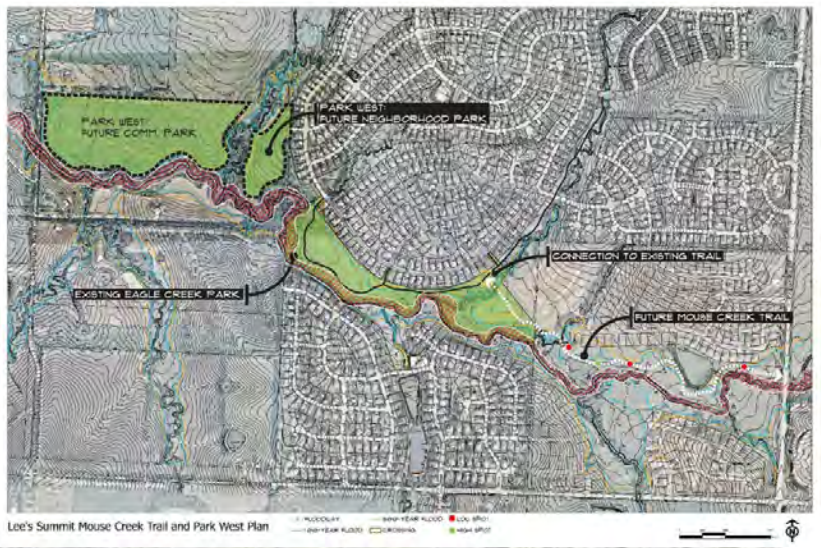 PARK WEST:
FUTURE COMM. PARK
PARK WEST:
FUTURE NEIGHBORHOOD PARK
CONNECTION TO EXISTING TRAIL
EXISTING EAGLE CREEK PARK
FUTURE MOUSE CREEK TRAIL
Lee's Summit Mouse Creek Trail and Park West Plan
FLOODWAY
500-YEAR FLOOD
LOW SPOT
100-YEAR FLOOD
CROSSING
HIGH SPOT